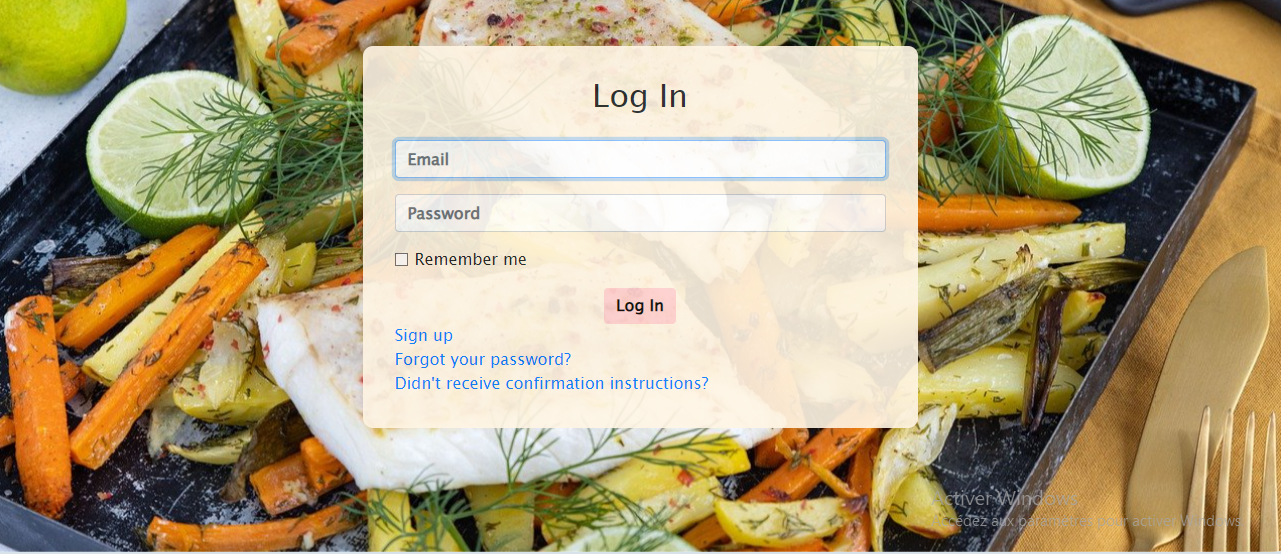 Log In
Email
Password
Remember me
Log In
Sign up
Forgot your password?
Didn't receive confirmation instructions?
Activer Windows
Accédez aux paramètres pour activer Windows.